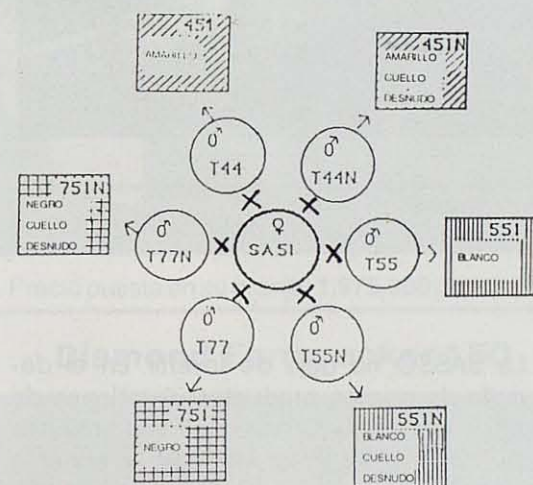 451
AMARILLO
451N
AMARILLO
CUELLO
DESNUDO
♂
T44
♂
T44N
751N
NEGRO
CUELLO
DESNUDO
♂
T77N
♀
SA51
♂
T55
551
BLANCO
♂
T77
♂
T55N
751
NEGRO
551N
BLANCO
CUELLO
DESNUDO